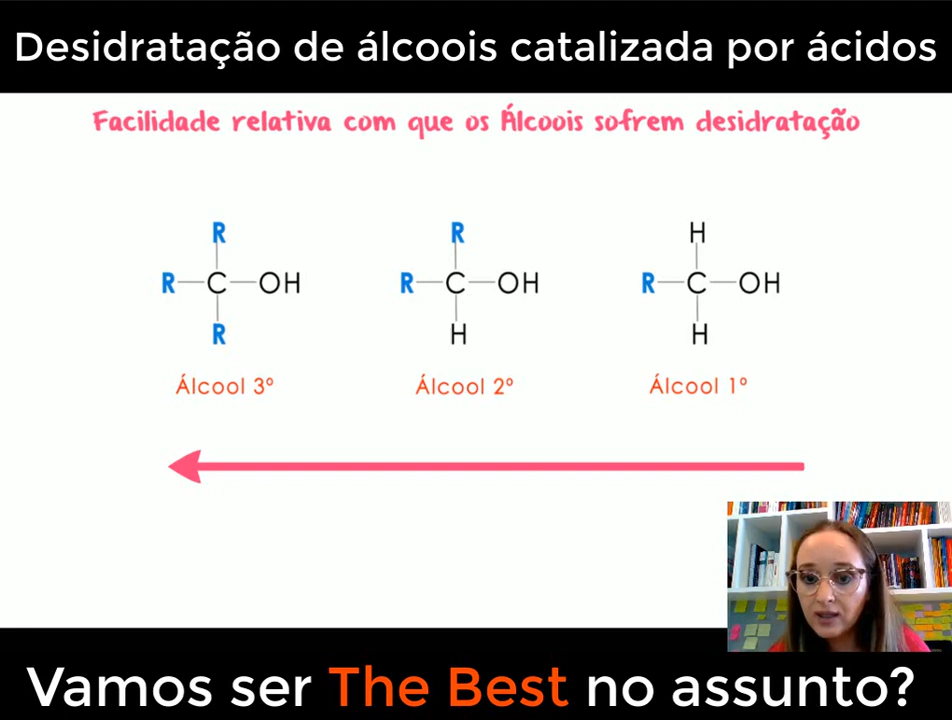 Desidratação de álcoois catalizada por ácidos
Facilidade relativa com que os Álcoois sofrem desidratação
R R H
R—C—OH R—C—OH R—C—OH
R H H
Álcool 3º Álcool 2º Álcool 1º
Vamos ser The Best no assunto?